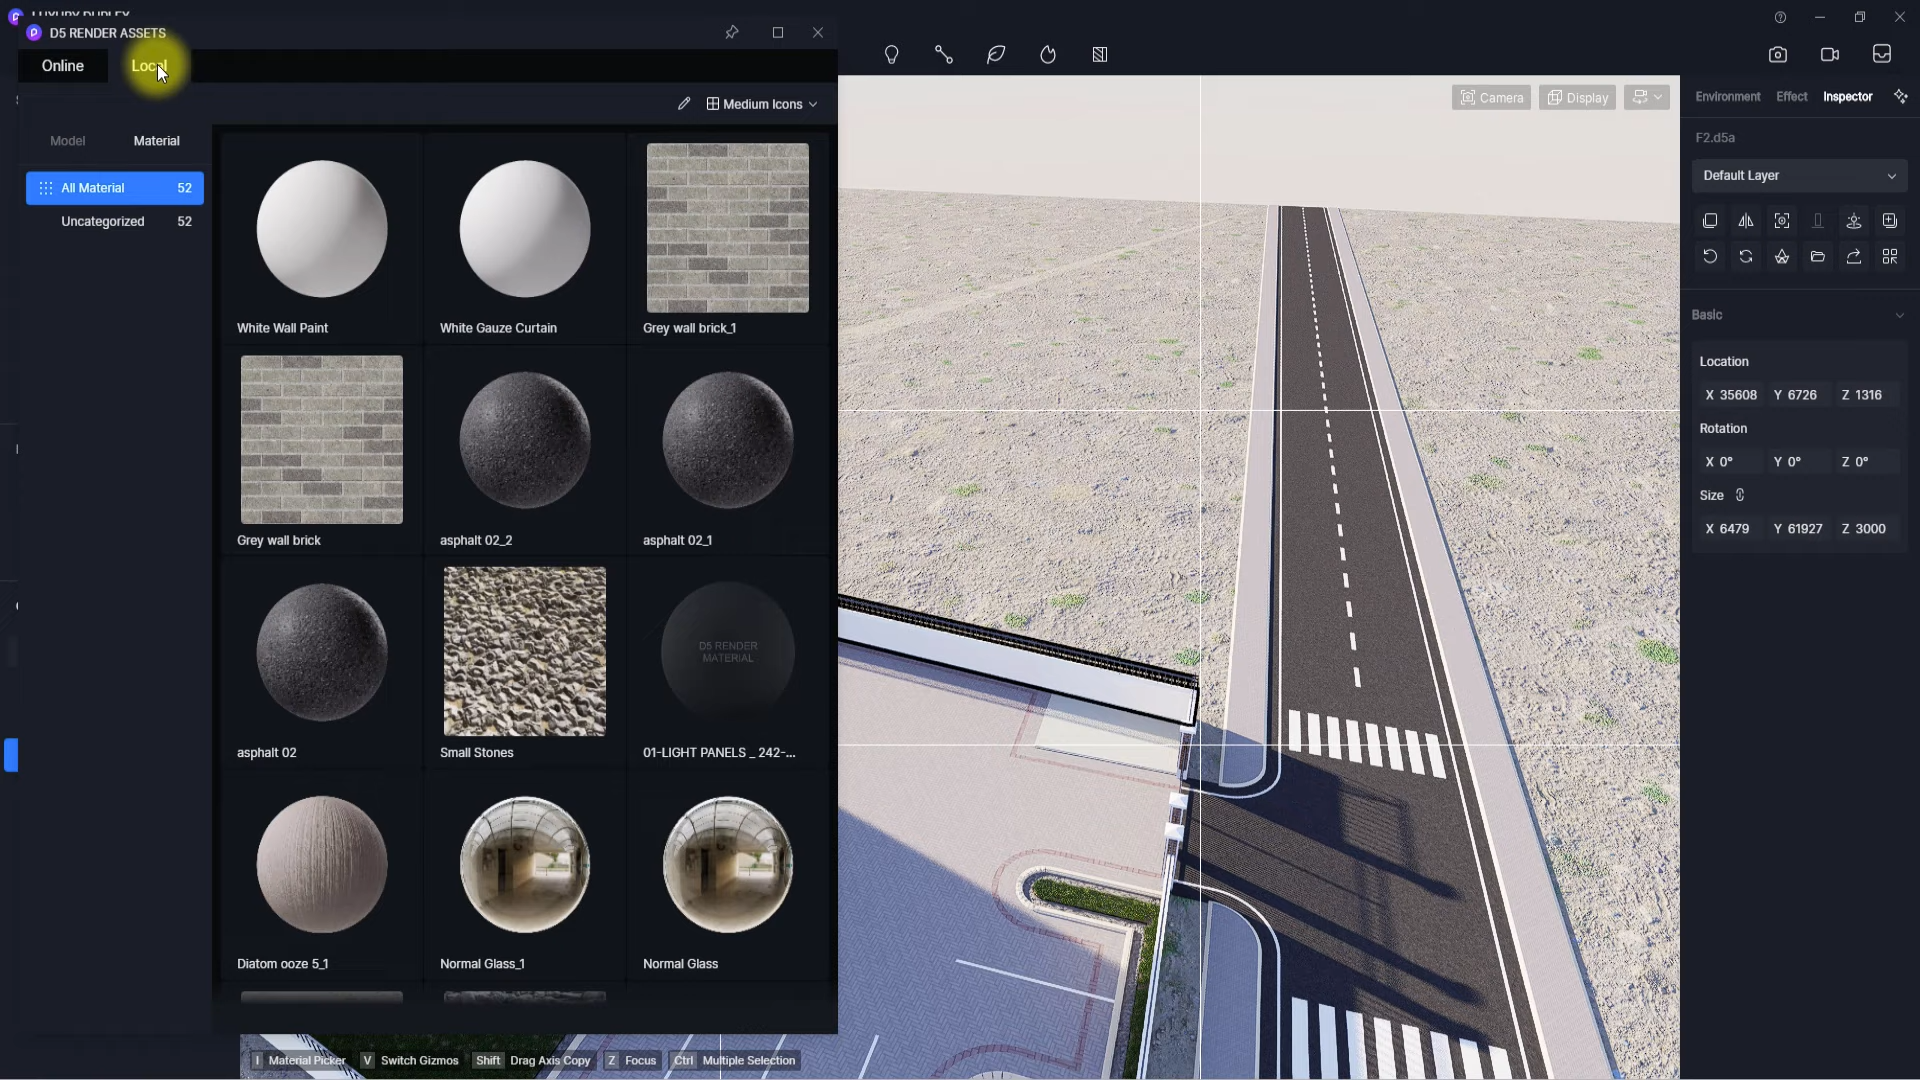 D5 RENDER ASSETS
Online
Local
Medium Icons
Model
Material
All Material 52
Uncategorized 52
White Wall Paint
White Gauze Curtain
Grey wall brick_1
Grey wall brick
asphalt 02_2
asphalt 02_1
asphalt 02
Small Stones
D5 RENDER
MATERIAL
01-LIGHT PANELS _ 242-...
Diatom ooze 5_1
Normal Glass_1
Normal Glass
I Material Picker V Switch Gizmos Shift Drag Axis Copy Z Focus Ctrl Multiple Selection
Camera
Display
Environment Effect Inspector
F2.d5a
Default Layer
Basic
Location
X 35608 Y 6726 Z 1316
Rotation
X 0° Y 0° Z 0°
Size
X 6479 Y 61927 Z 3000